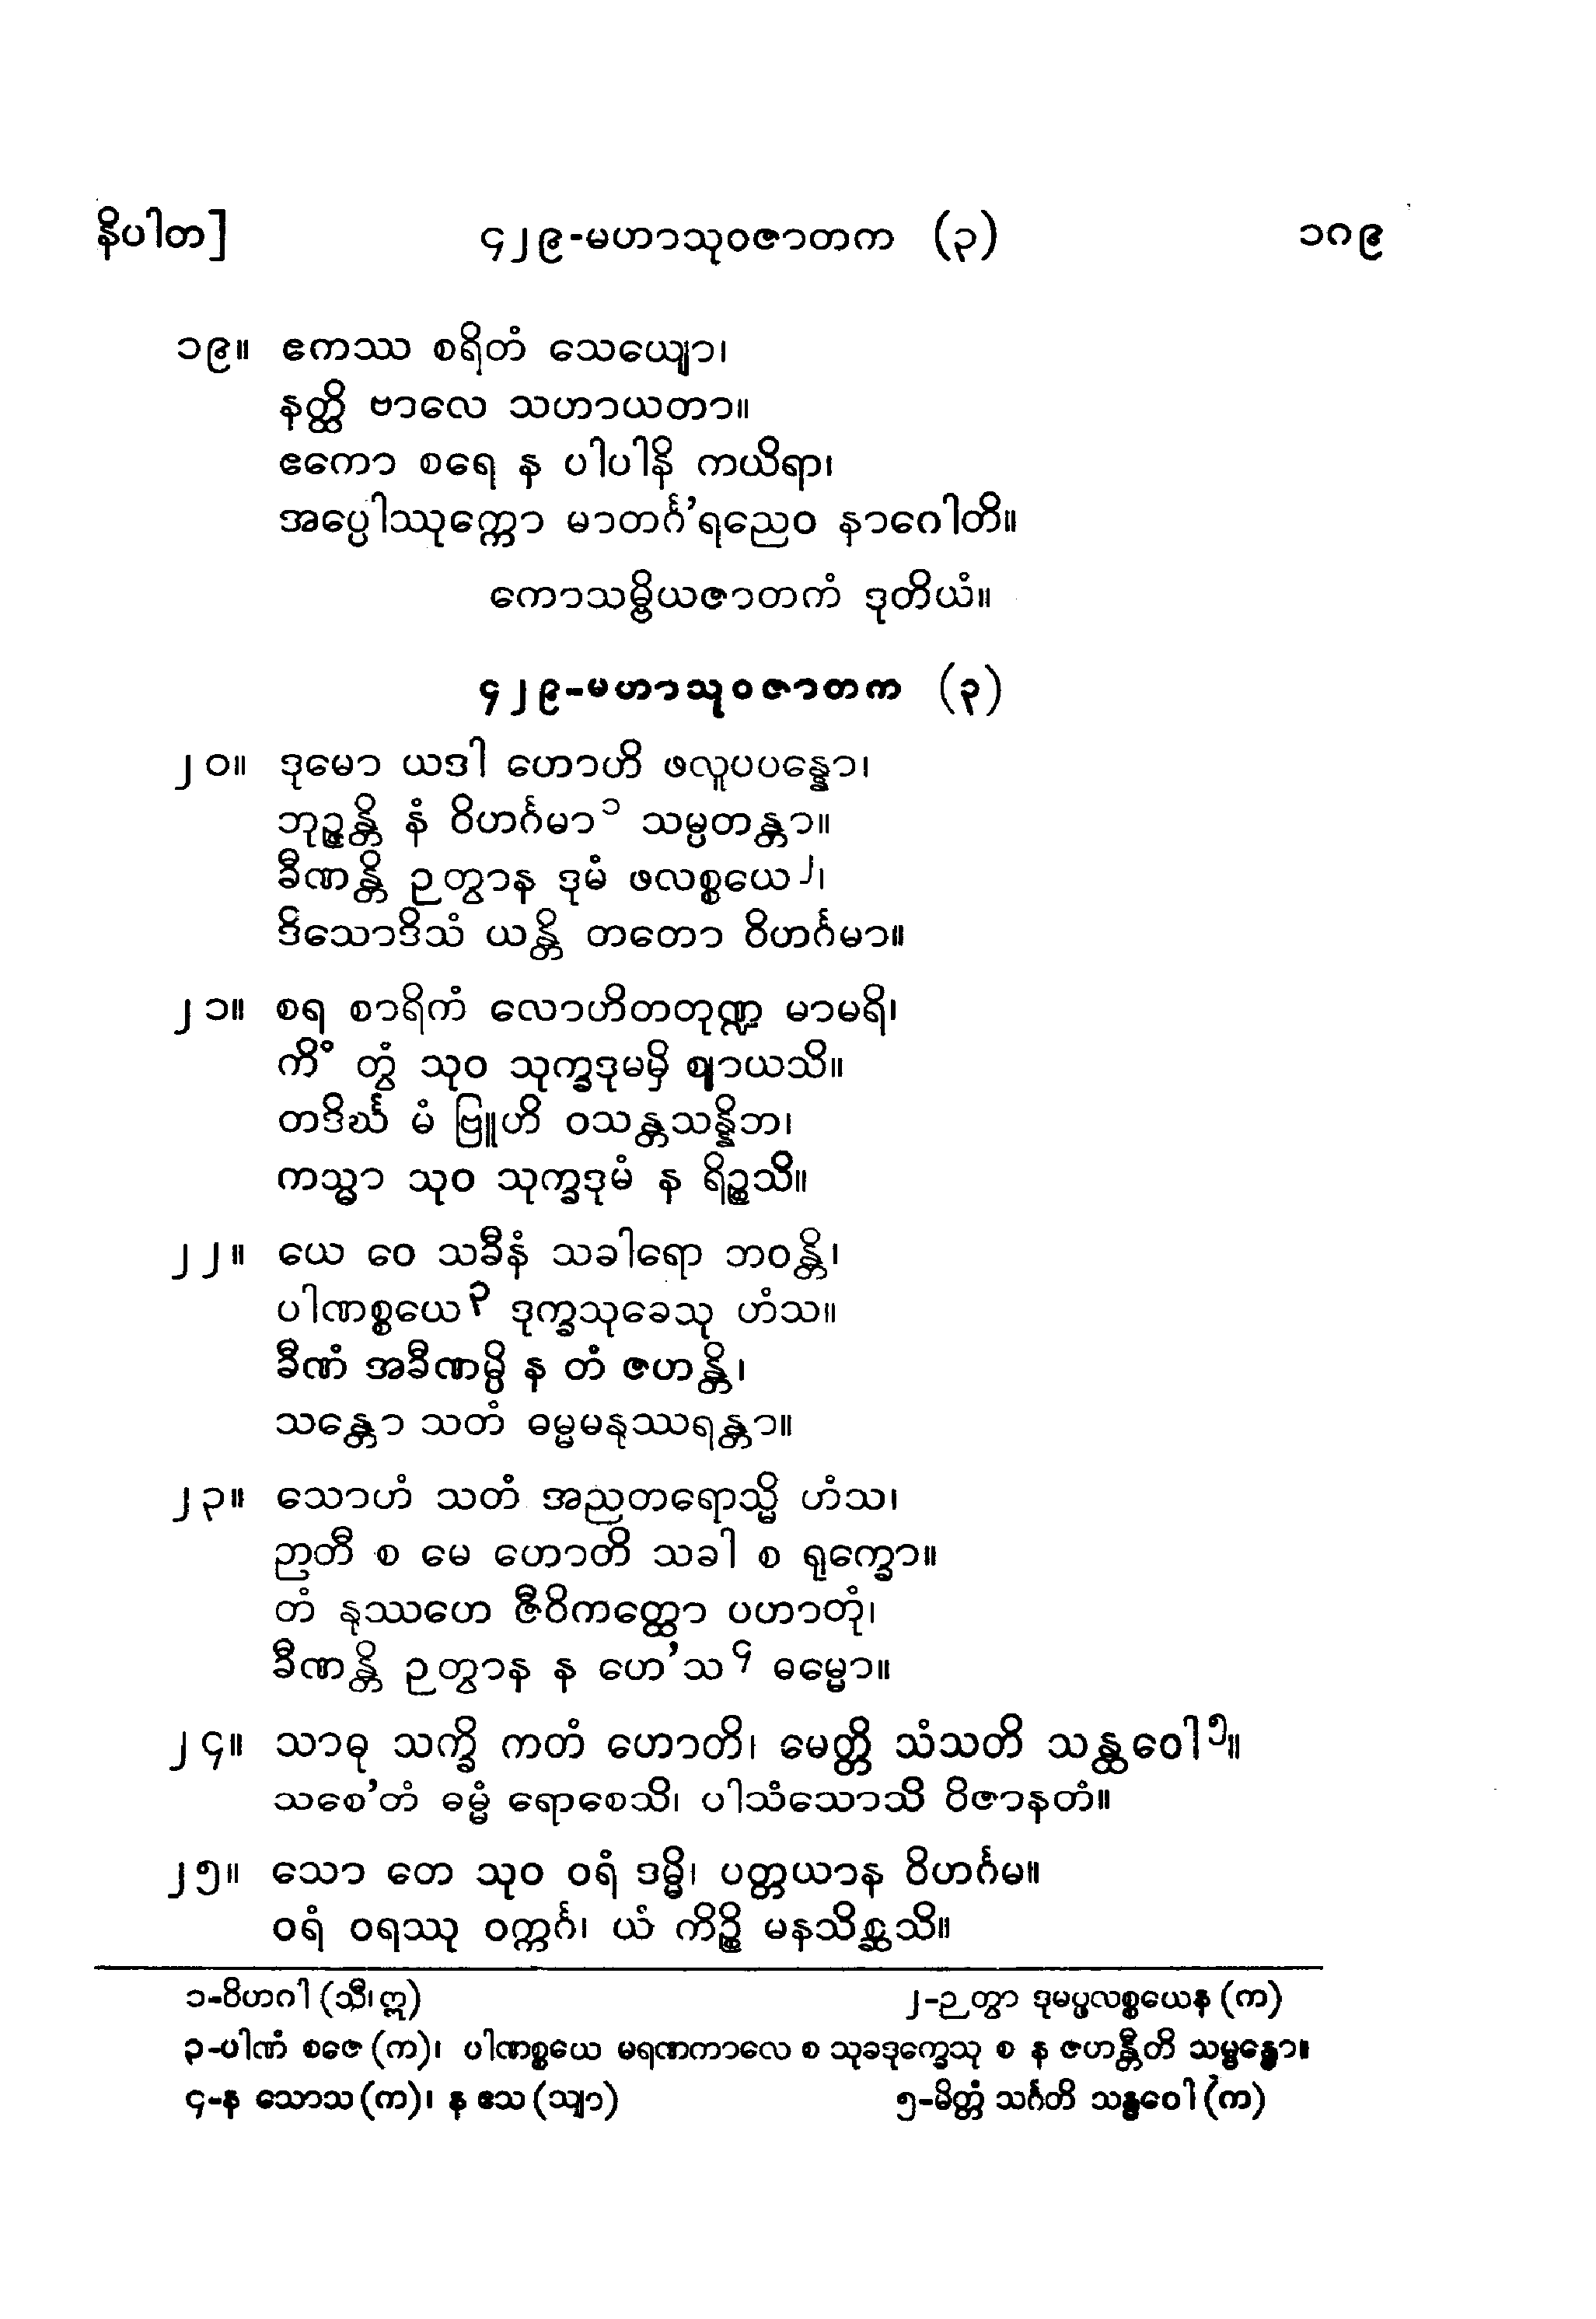 နိပါတ] ၄၂၉-မဟာသုဝဇာတက (၃) ၁၈၉
၁၉။ ဧကဿ စရိတံ သေယျော၊
နတ္ထိ ဗာလေ သဟာယတာ။
ဧကော စရေ န ပါပါနိ ကယိရာ၊
အပ္ပေါဿုက္ကော မာတင်္ဂ'ရညေဝ နာဂေါတိ။
ကောသမ္ဗိယဇာတကံ ဒုတိယံ။
၄၂၉-မဟာသုဝဇာတက (၃)
၂၀။ ဒုမော ယဒါ ဟောဟိ ဖလူပပန္နော၊
ဘုဉ္ဇန္တိ နံ ဝိဟင်္ဂမာ၁ သမ္ပတန္တာ။
ခီဏန္တိ ဉတွာန ဒုမံ ဖလစ္စယေ၂၊
ဒိသောဒိသံ ယန္တိ တတော ဝိဟင်္ဂမာ။
၂၁။ စရ စာရိကံ လောဟိတတုဏ္ဍ မာမရိ၊
ကိံ တွံ သုဝ သုက္ခဒုမမှိ ဈာယသိ။
တဒိင်္ဃ မံ ဗြူဟိ ဝသန္တသန္နိဘ၊
ကသ္မာ သုဝ သုက္ခဒုမံ န ရိဉ္စသိ။
၂၂။ ယေ ဝေ သခီနံ သခါရော ဘဝန္တိ၊
ပါဏစ္စယေ၃ ဒုက္ခသုခေသု ဟံသ။
ခီဏံ အခီဏမ္ပိ န တံ ဇဟန္တိ၊
သန္တော သတံ ဓမ္မမနုဿရန္တာ။
၂၃။ သောဟံ သတံ အညတရောသ္မိ ဟံသ၊
ဉာတီ စ မေ ဟောတိ သခါ စ ရုက္ခော။
တံ နုဿဟေ ဇီဝိကတ္ထော ပဟာတုံ၊
ခီဏန္တိ ဉတွာန န ဟေ'သ၄ ဓမ္မော။
၂၄။ သာဓု သက္ခိ ကတံ ဟောတိ၊ မေတ္တိ သံသတိ သန္ထဝေါ၅။
သစေ'တံ ဓမ္မံ ရောစေသိ၊ ပါသံသောသိ ဝိဇာနတံ။
၂၅။ သော တေ သုဝ ဝရံ ဒမ္မိ၊ ပတ္တယာန ဝိဟင်္ဂမ။
ဝရံ ဝရဿု ဝက္ကင်္ဂ၊ ယံ ကိဉ္စိ မနသိစ္ဆသိ။
၁-ဝိဟဂါ (သီ၊ဣ) ၂-ဉတွာ ဒုမပ္ဖလစ္စယေန (က)
၃-ပါဏံ စဇေ (က)၊ ပါဏစ္စယေ မရဏကာလေ စ သုခဒုက္ခေသု စ န ဇဟန္တီတိ သမ္ဗန္ဓော။
၄-န သောသ (က)၊ န ဧသ (သျာ) ၅-မိတ္တံ သင်္ဂတိ သန္ဓဝေါ (က)